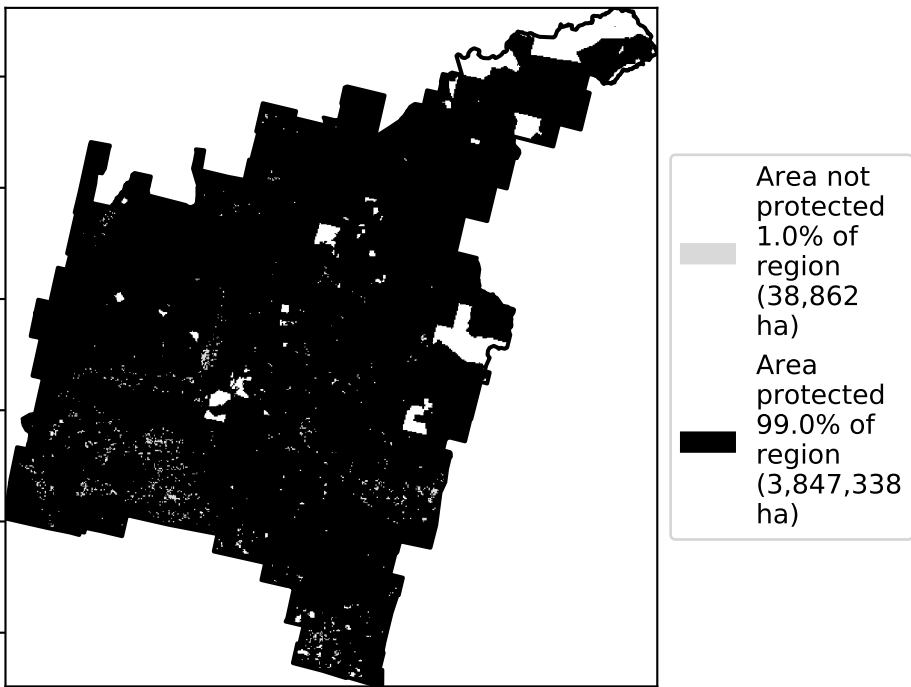 Area not
protected
1.0% of
region
(38,862
ha)
Area
protected
99.0% of
region
(3,847,338
ha)